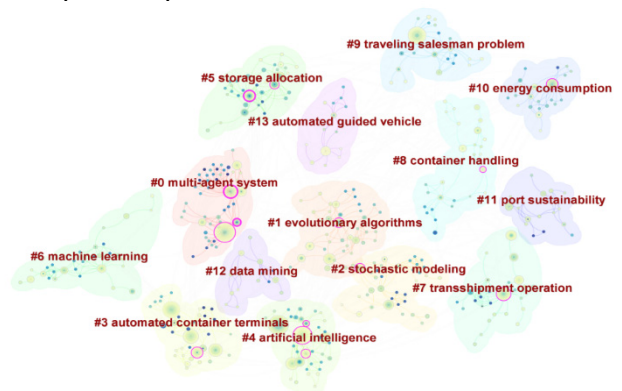 #9 traveling salesman problem
#5 storage allocation
#10 energy consumption
#13 automated guided vehicle
#8 container handling
#0 multi-agent system
#11 port sustainability
#1 evolutionary algorithms
#6 machine learning
#12 data mining
#2 stochastic modeling
#7 transshipment operation
#3 automated container terminals
#4 artificial intelligence